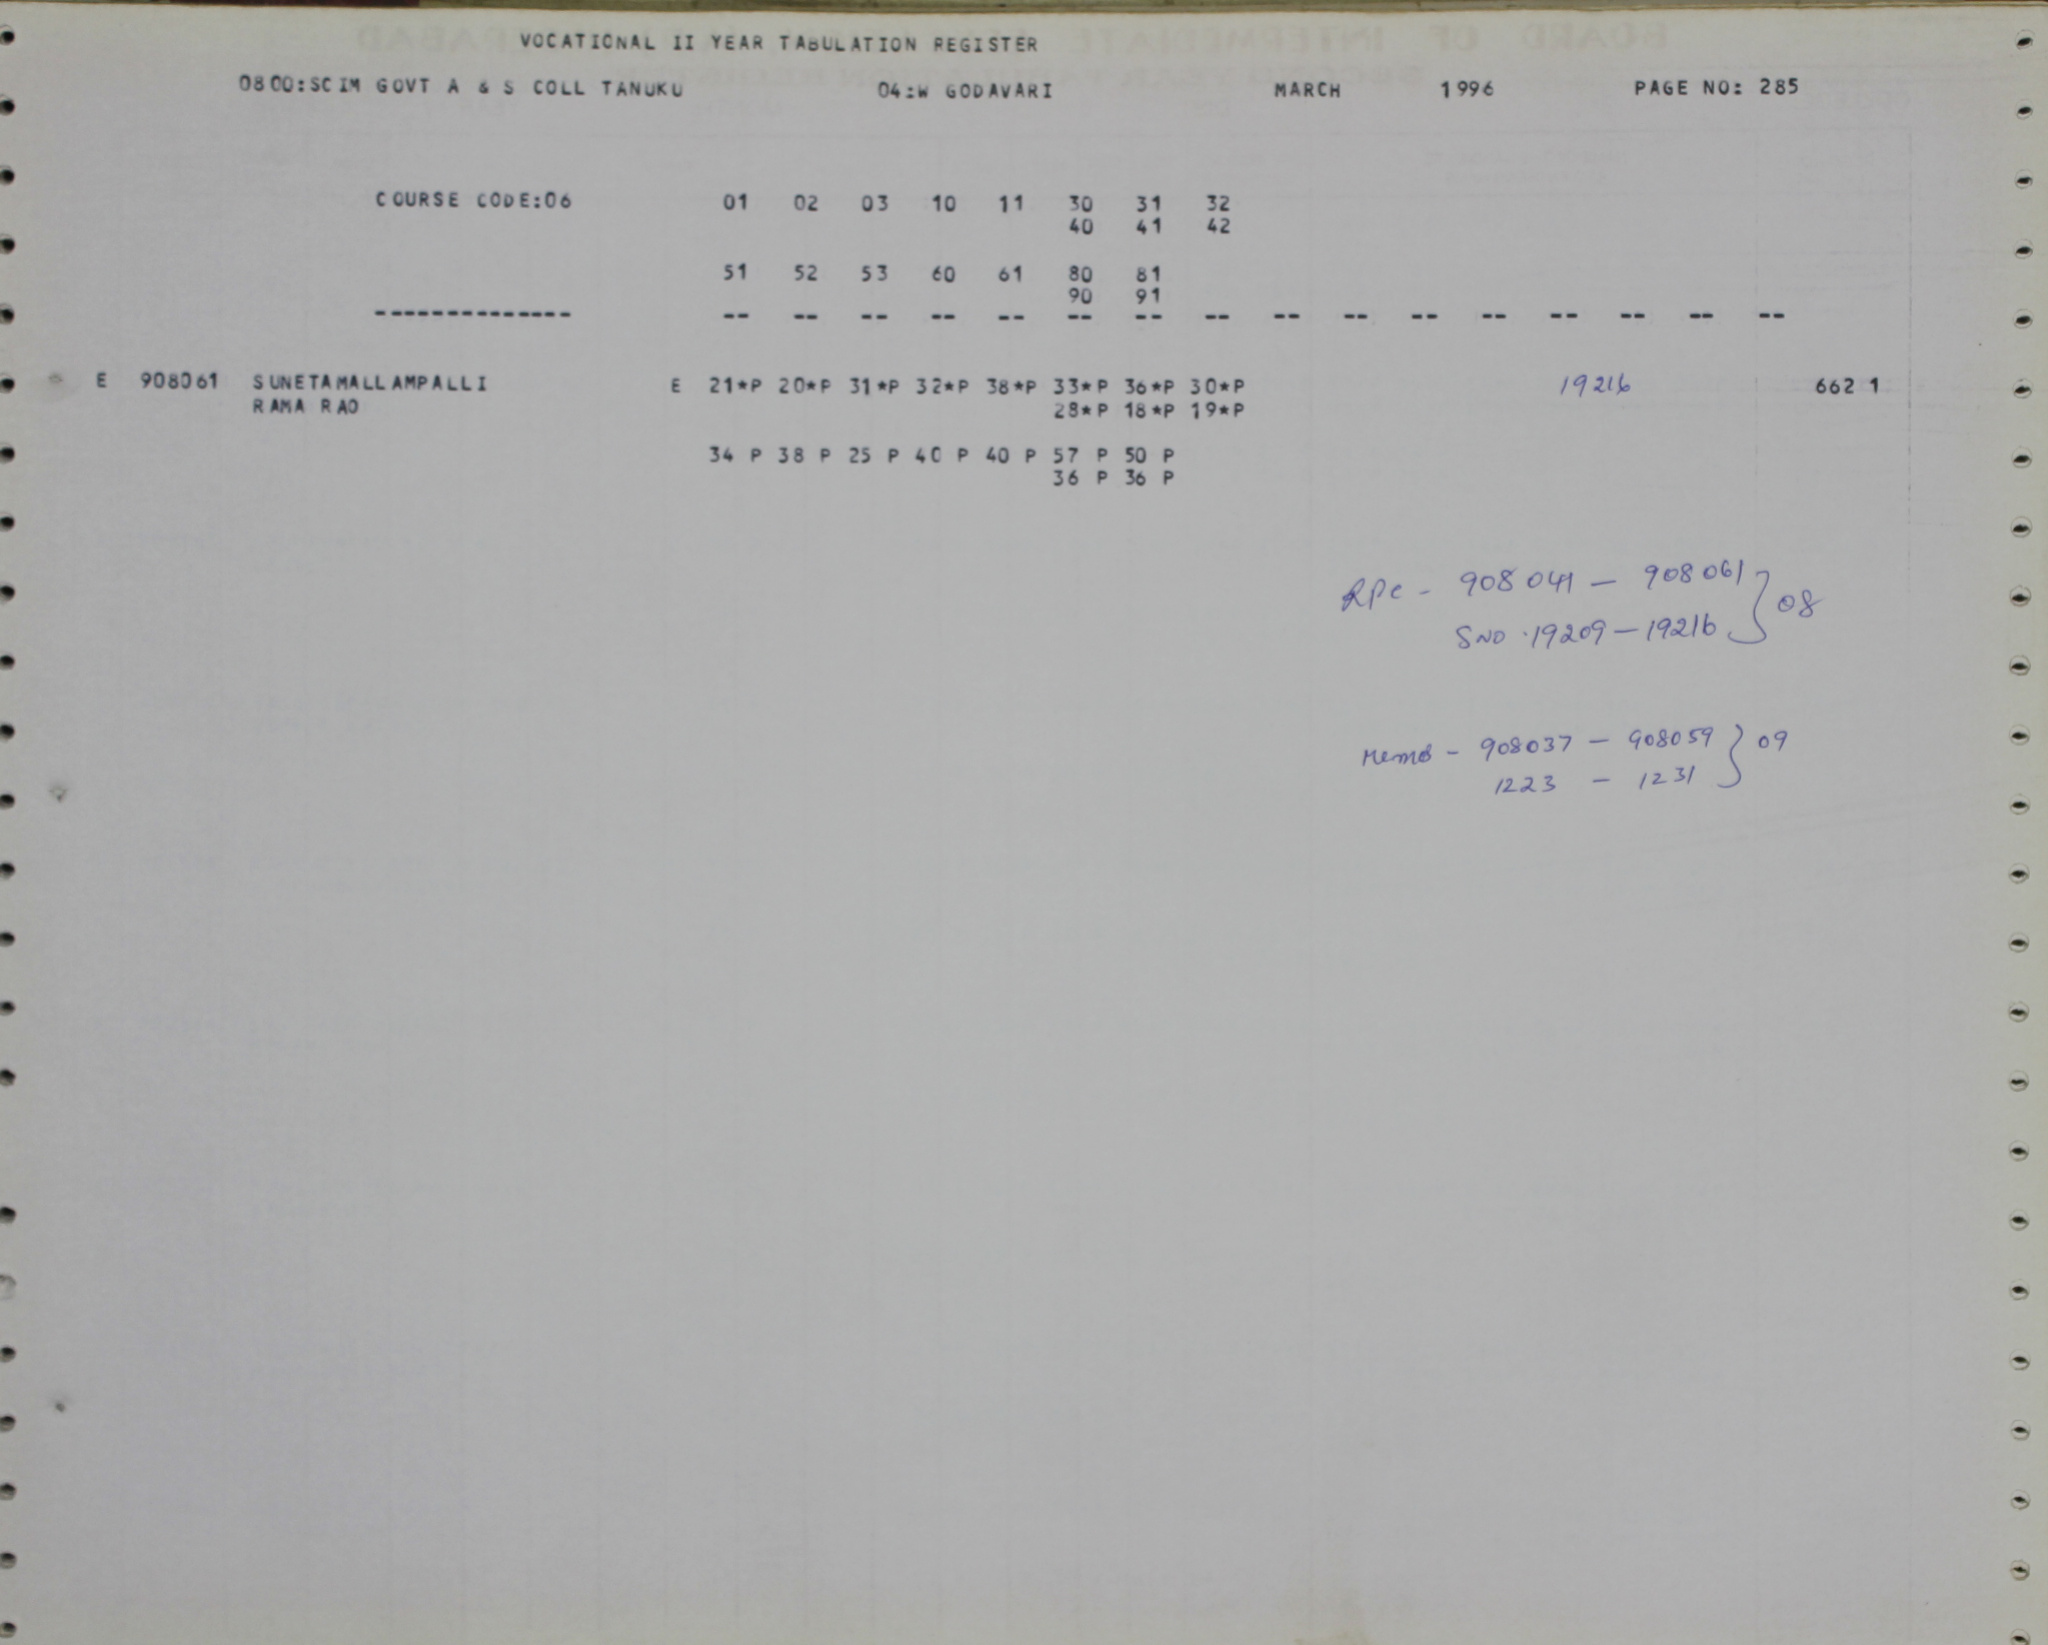 VOCATIONAL II YEAR TABULATION REGISTER
0800:SCIM GOVT A & S COLL TANUKU 04:W GODAVARI MARCH 1996 PAGE NO: 285
COURSE CODE:06 01 02 03 10 11 30 31 32
40 41 42
51 52 53 60 61 80 81
90 91
-------------- -- -- -- -- -- -- -- -- -- -- -- -- -- -- -- --
E 908061 SUNETAMALLAMPALLI E 21*P 20*P 31*P 32*P 38*P 33*P 36*P 30*P 19216 662 1
RAMA RAO 28*P 18*P 19*P
34 P 38 P 25 P 40 P 40 P 57 P 50 P
36 P 36 P
RPC - 908041 - 908061 } 08
SNO . 19209 - 19216
Memos - 908037 - 908059 } 09
1223 - 1231